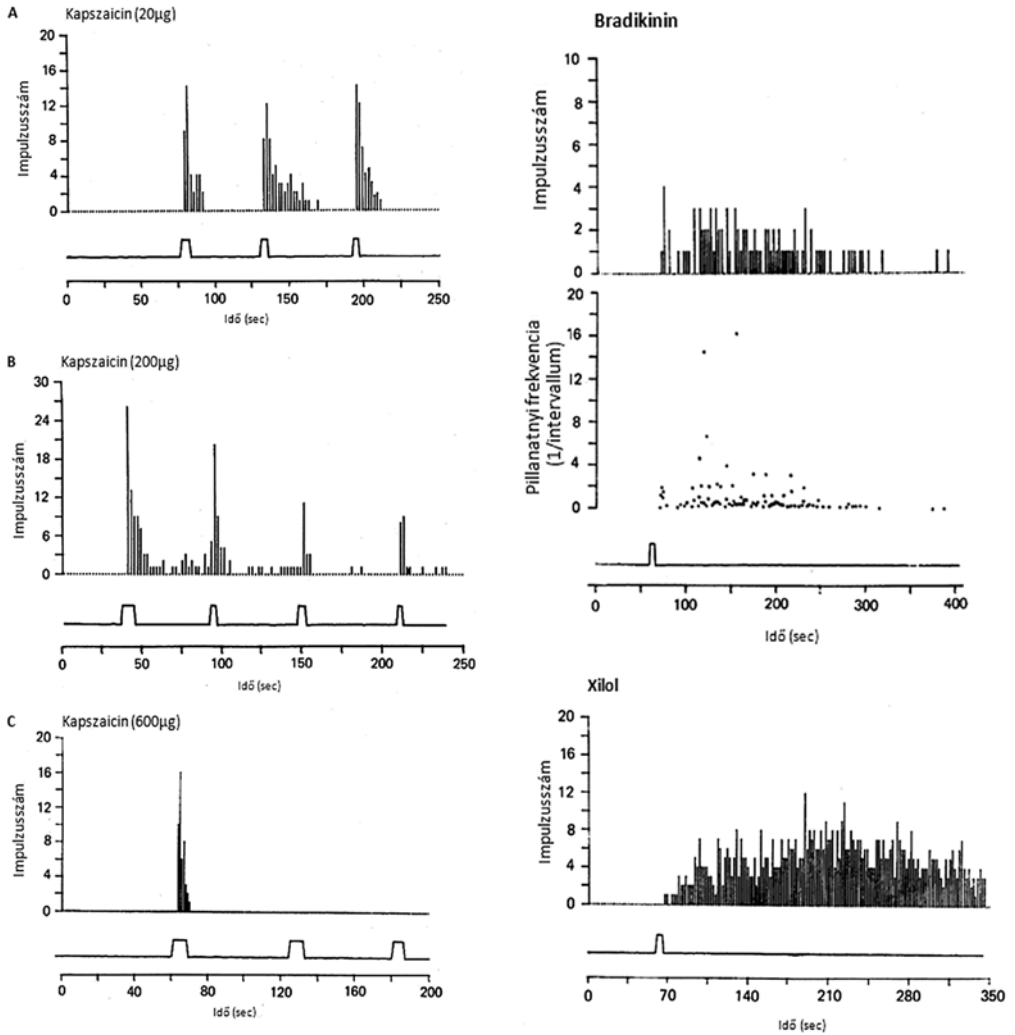 A
Kapszaicin (20µg)
Impulzusszám
20
16
12
8
4
0
0 50 100 150 200 250
Idő (sec)
B
Kapszaicin (200µg)
Impulzusszám
30
24
18
12
6
0
0 50 100 150 200 250
Idő (sec)
C
Kapszaicin (600µg)
Impulzusszám
20
16
12
8
4
0
0 40 80 120 160 200
Idő (sec)
Bradikinin
Impulzusszám
10
8
6
4
2
0
Pillanatnyi frekvencia
(1/intervallum)
20
16
12
8
4
0
0 100 200 300 400
Idő (sec)
Xilol
Impulzusszám
20
16
12
8
4
0
0 70 140 210 280 350
Idő (sec)